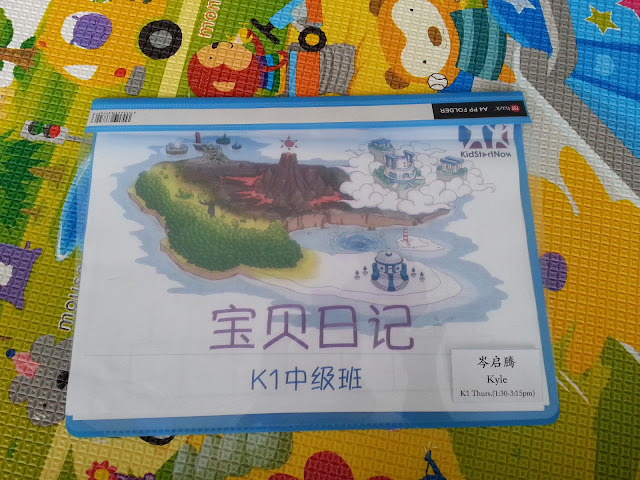 A4 PP FOLDER
KidStartNow
宝贝日记
K1中级班
岑启腾
Kyle
K1 Thurs.(1:30-3:15pm)